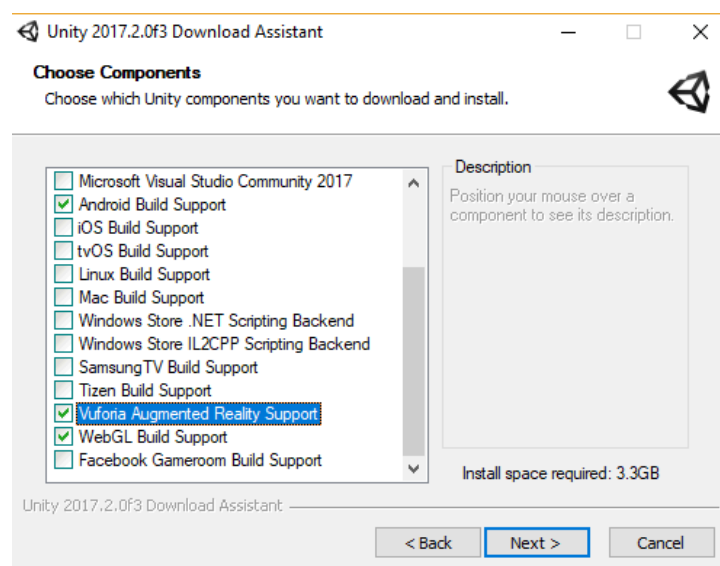 Unity 2017.2.0f3 Download Assistant
Choose Components
Choose which Unity components you want to download and install.
Microsoft Visual Studio Community 2017
Android Build Support
iOS Build Support
tvOS Build Support
Linux Build Support
Mac Build Support
Windows Store .NET Scripting Backend
Windows Store IL2CPP Scripting Backend
SamsungTV Build Support
Tizen Build Support
Vuforia Augmented Reality Support
WebGL Build Support
Facebook Gameroom Build Support
Description
Position your mouse over a
component to see its description.
Install space required: 3.3GB
Unity 2017.2.0f3 Download Assistant
< Back
Next >
Cancel